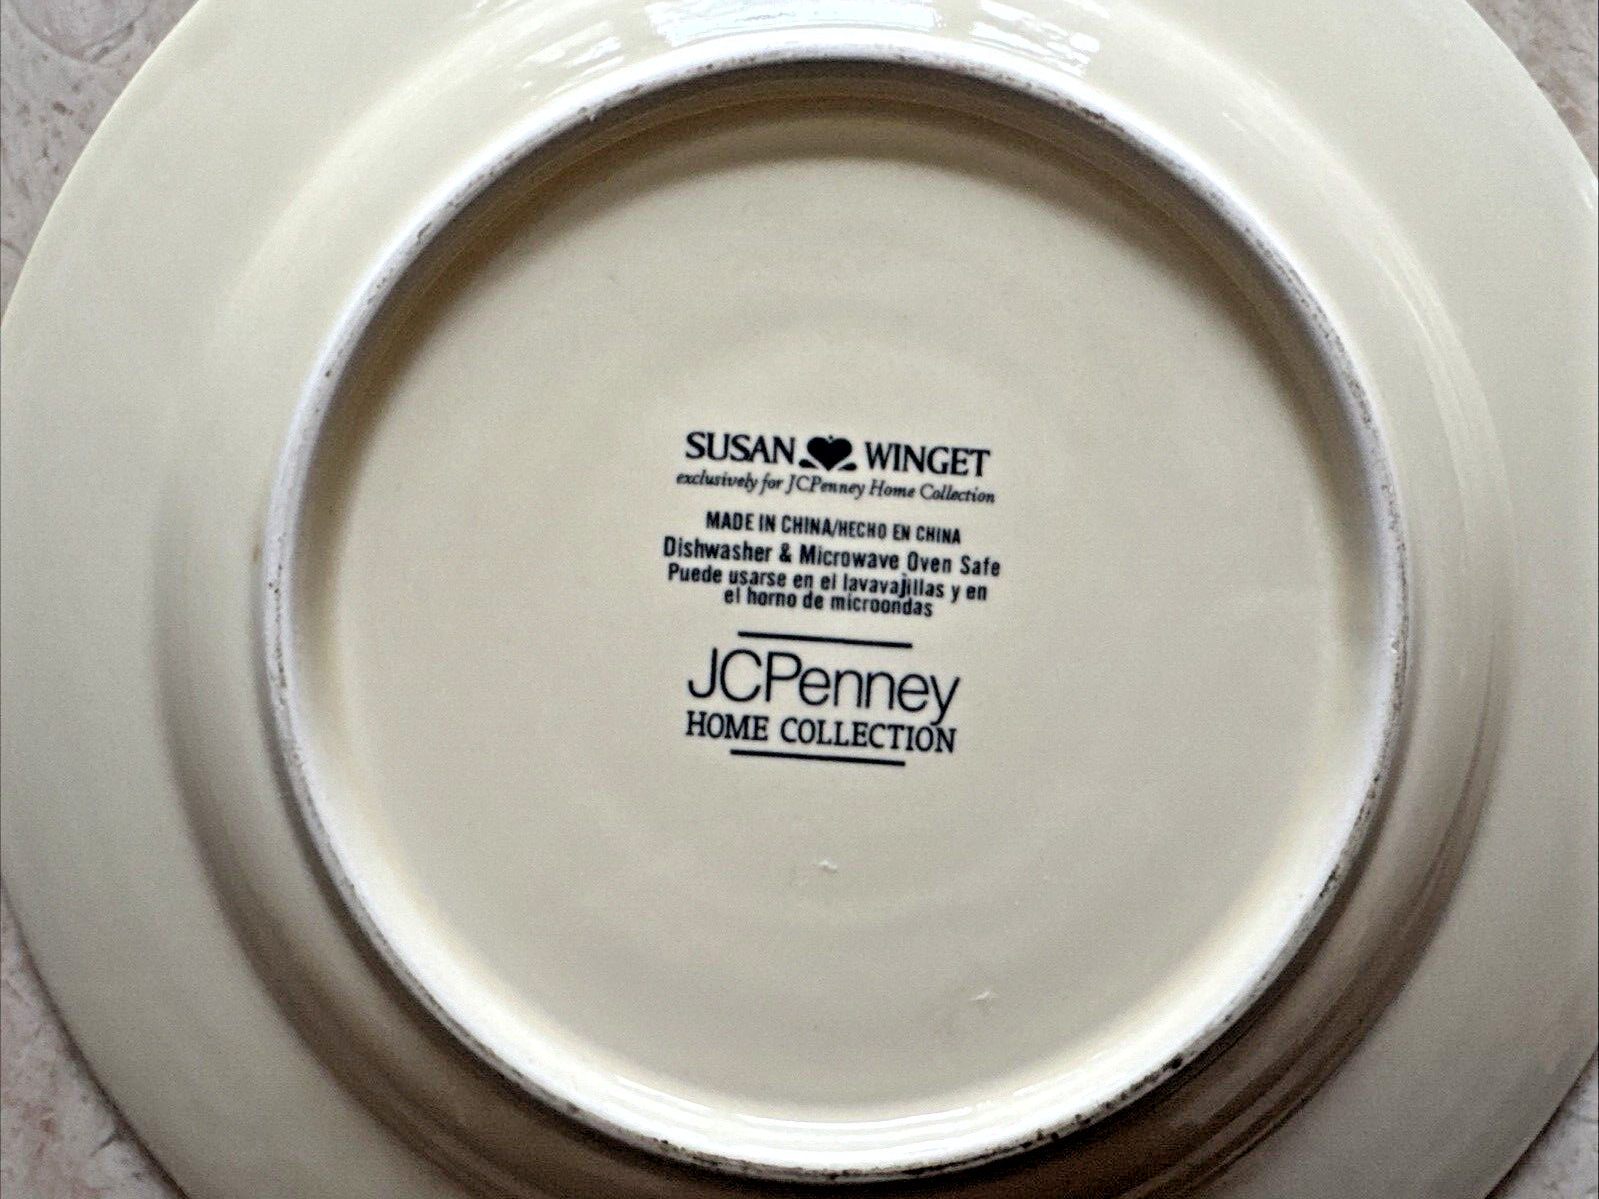 SUSAN WINGET
exclusively for JCPenney Home Collection
MADE IN CHINA/HECHO EN CHINA
Dishwasher & Microwave Oven Safe
Puede usarse en el lavavajillas y en
el horno de microondas
JCPenney
HOME COLLECTION